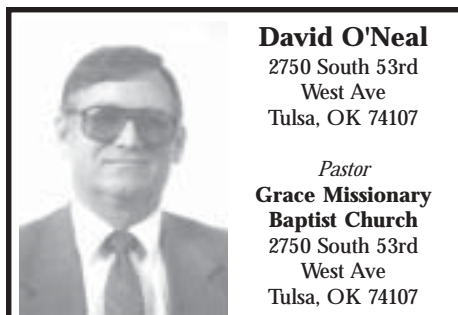 David O'Neal
2750 South 53rd
West Ave
Tulsa, OK 74107
Pastor
Grace Missionary
Baptist Church
2750 South 53rd
West Ave
Tulsa, OK 74107